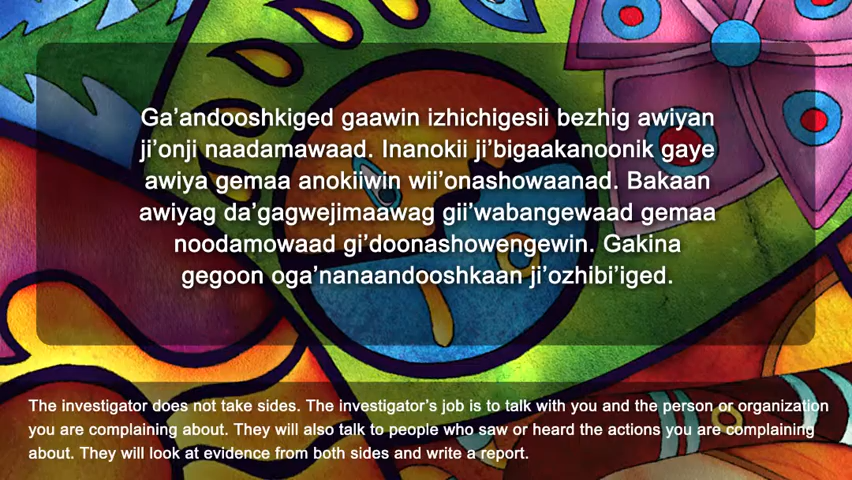 Ga’andooshkiged gaawin izhichigesii bezhig awiyan
ji’onji naadamawaad. Inanokii ji’bigaakanoonik gaye
awiya gemaa anokiiwin wii’onashowaanad. Bakaan
awiyag da’gagwejimaawag gii’wabangewaad gemaa
noodamowaad gi’doonashowengewin. Gakina
gegoon oga’nanaandooshkaan ji’ozhibi’iged.
The investigator does not take sides. The investigator’s job is to talk with you and the person or organization
you are complaining about. They will also talk to people who saw or heard the actions you are complaining
about. They will look at evidence from both sides and write a report.